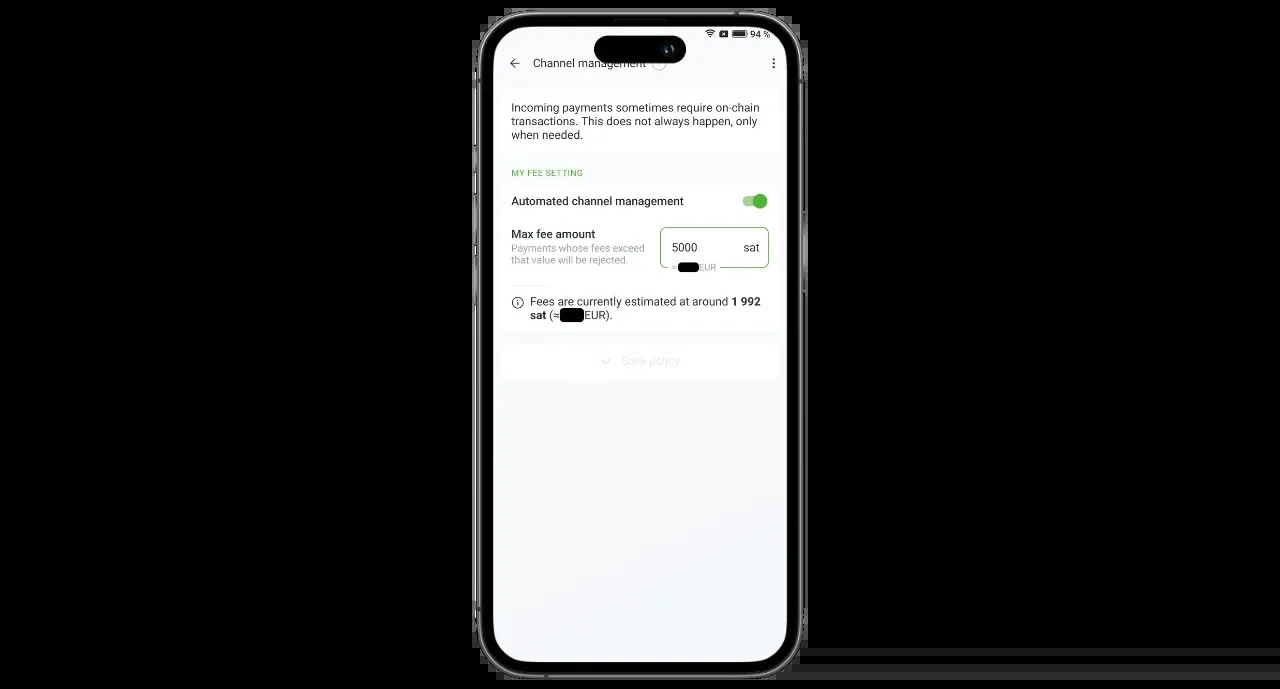 94 %
Channel management
Incoming payments sometimes require on-chain
transactions. This does not always happen, only
when needed.
MY FEE SETTING
Automated channel management
Max fee amount
Payments whose fees exceed
that value will be rejected.
5000 sat
≈ EUR
Fees are currently estimated at around 1 992
sat (≈ EUR).
Save policy